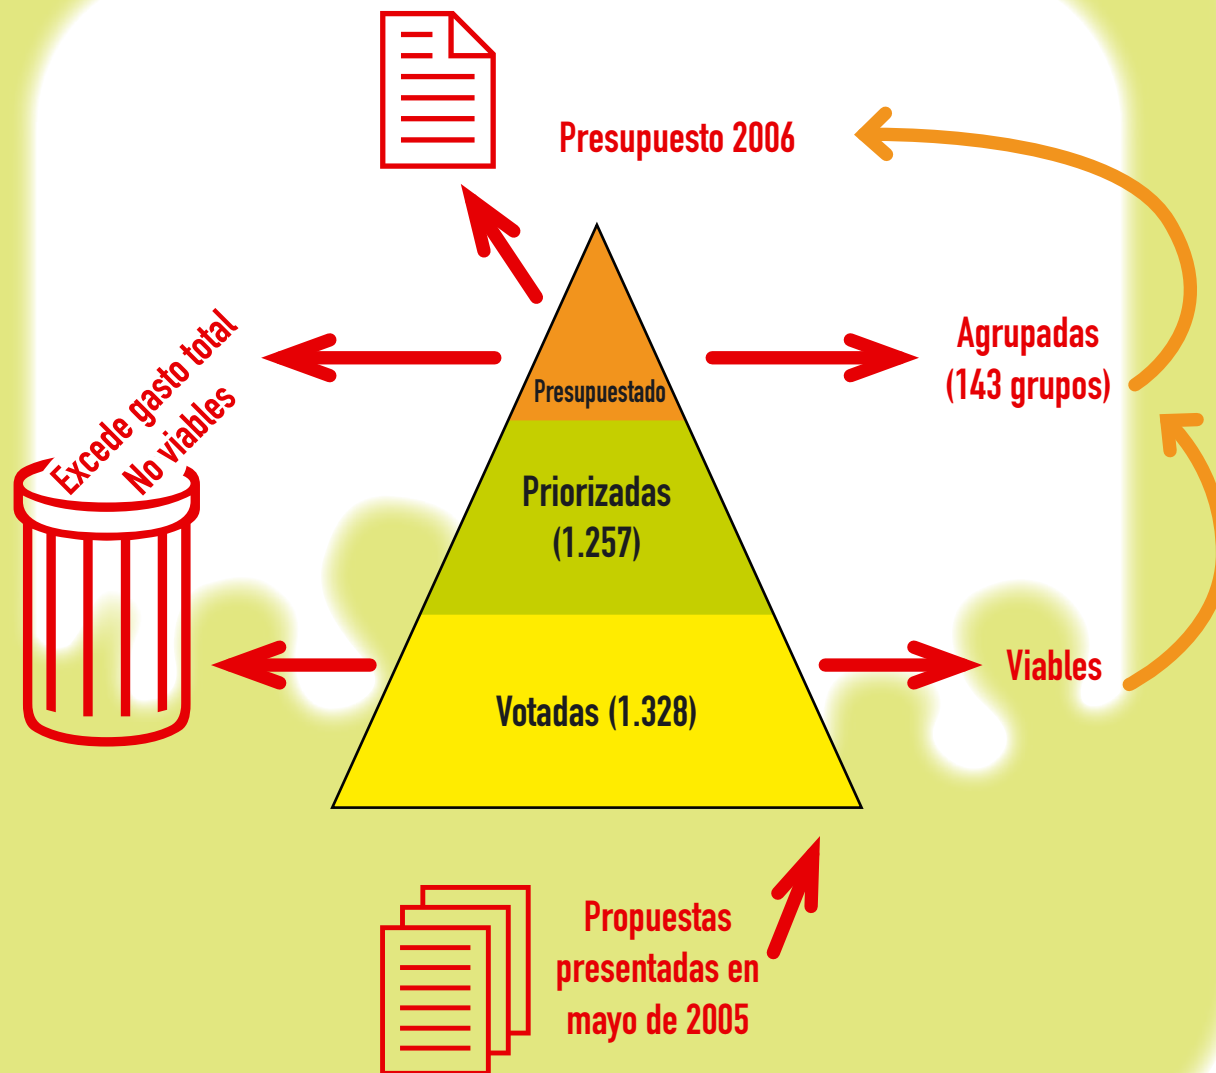 Presupuesto 2006
Excede gasto total
No viables
Agrupadas
(143 grupos)
Presupuestado
Priorizadas
(1.257)
Viables
Votadas (1.328)
Propuestas
presentadas en
mayo de 2005